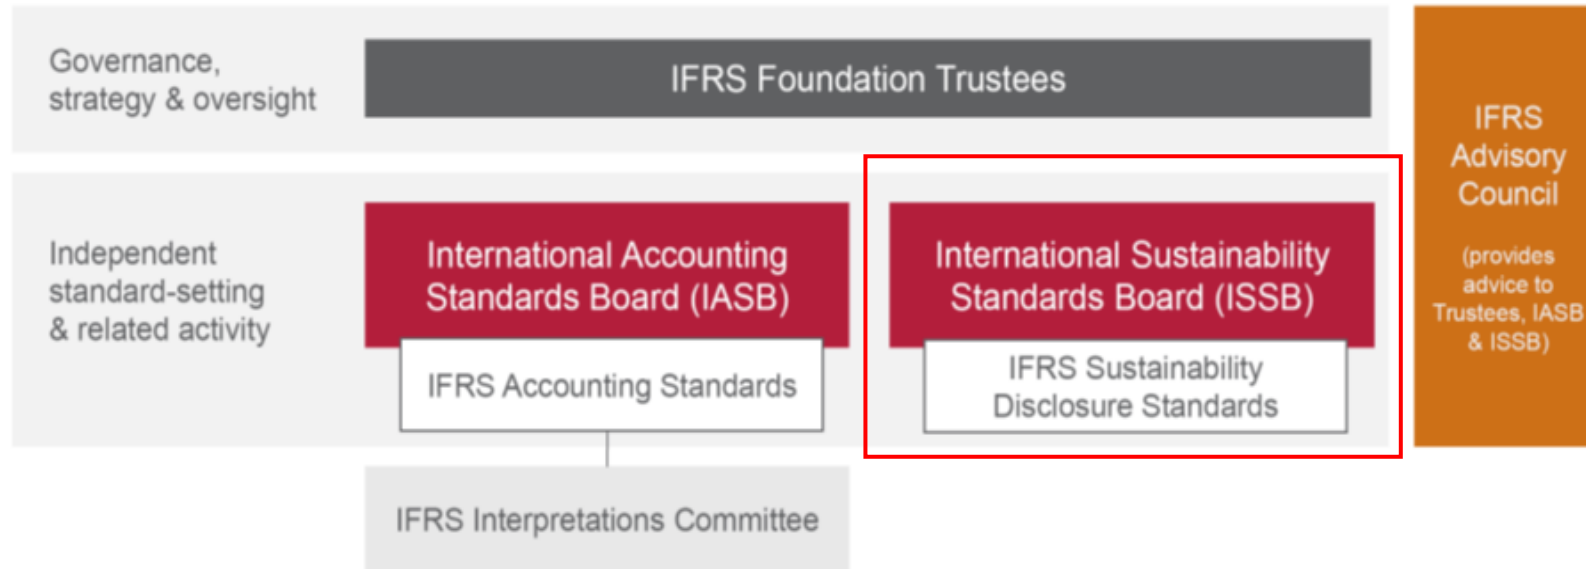 Governance,
strategy & oversight
IFRS Foundation Trustees
Independent
standard-setting
& related activity
International Accounting
Standards Board (IASB)
IFRS Accounting Standards
IFRS Interpretations Committee
International Sustainability
Standards Board (ISSB)
IFRS Sustainability
Disclosure Standards
IFRS
Advisory
Council
(provides
advice to
Trustees, IASB
& ISSB)